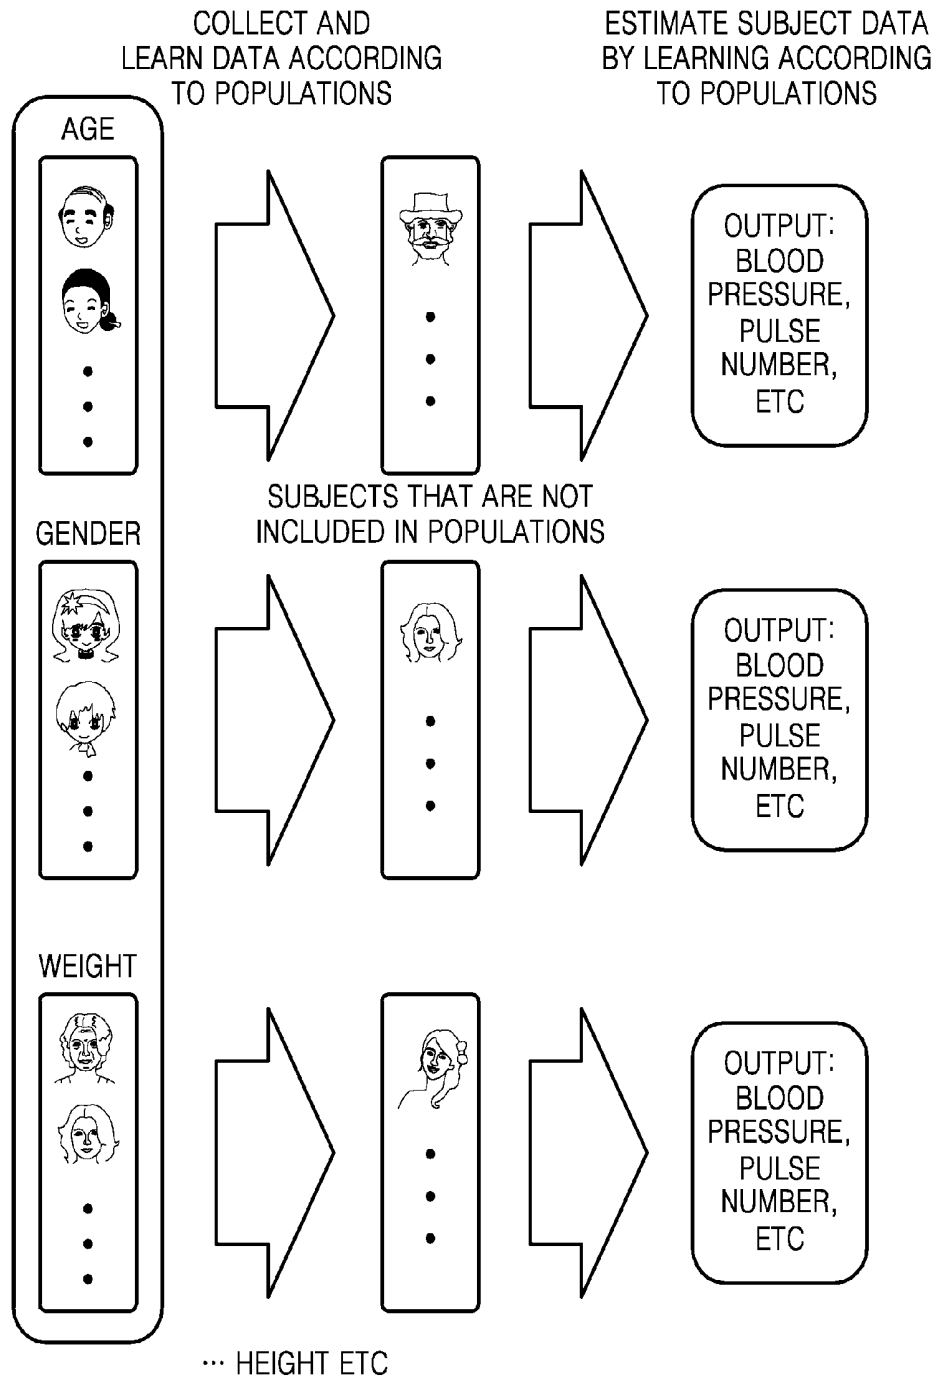 COLLECT AND
LEARN DATA ACCORDING
TO POPULATIONS
ESTIMATE SUBJECT DATA
BY LEARNING ACCORDING
TO POPULATIONS
AGE
OUTPUT:
BLOOD
PRESSURE,
PULSE
NUMBER,
ETC
SUBJECTS THAT ARE NOT
INCLUDED IN POPULATIONS
GENDER
OUTPUT:
BLOOD
PRESSURE,
PULSE
NUMBER,
ETC
WEIGHT
OUTPUT:
BLOOD
PRESSURE,
PULSE
NUMBER,
ETC
··· HEIGHT ETC